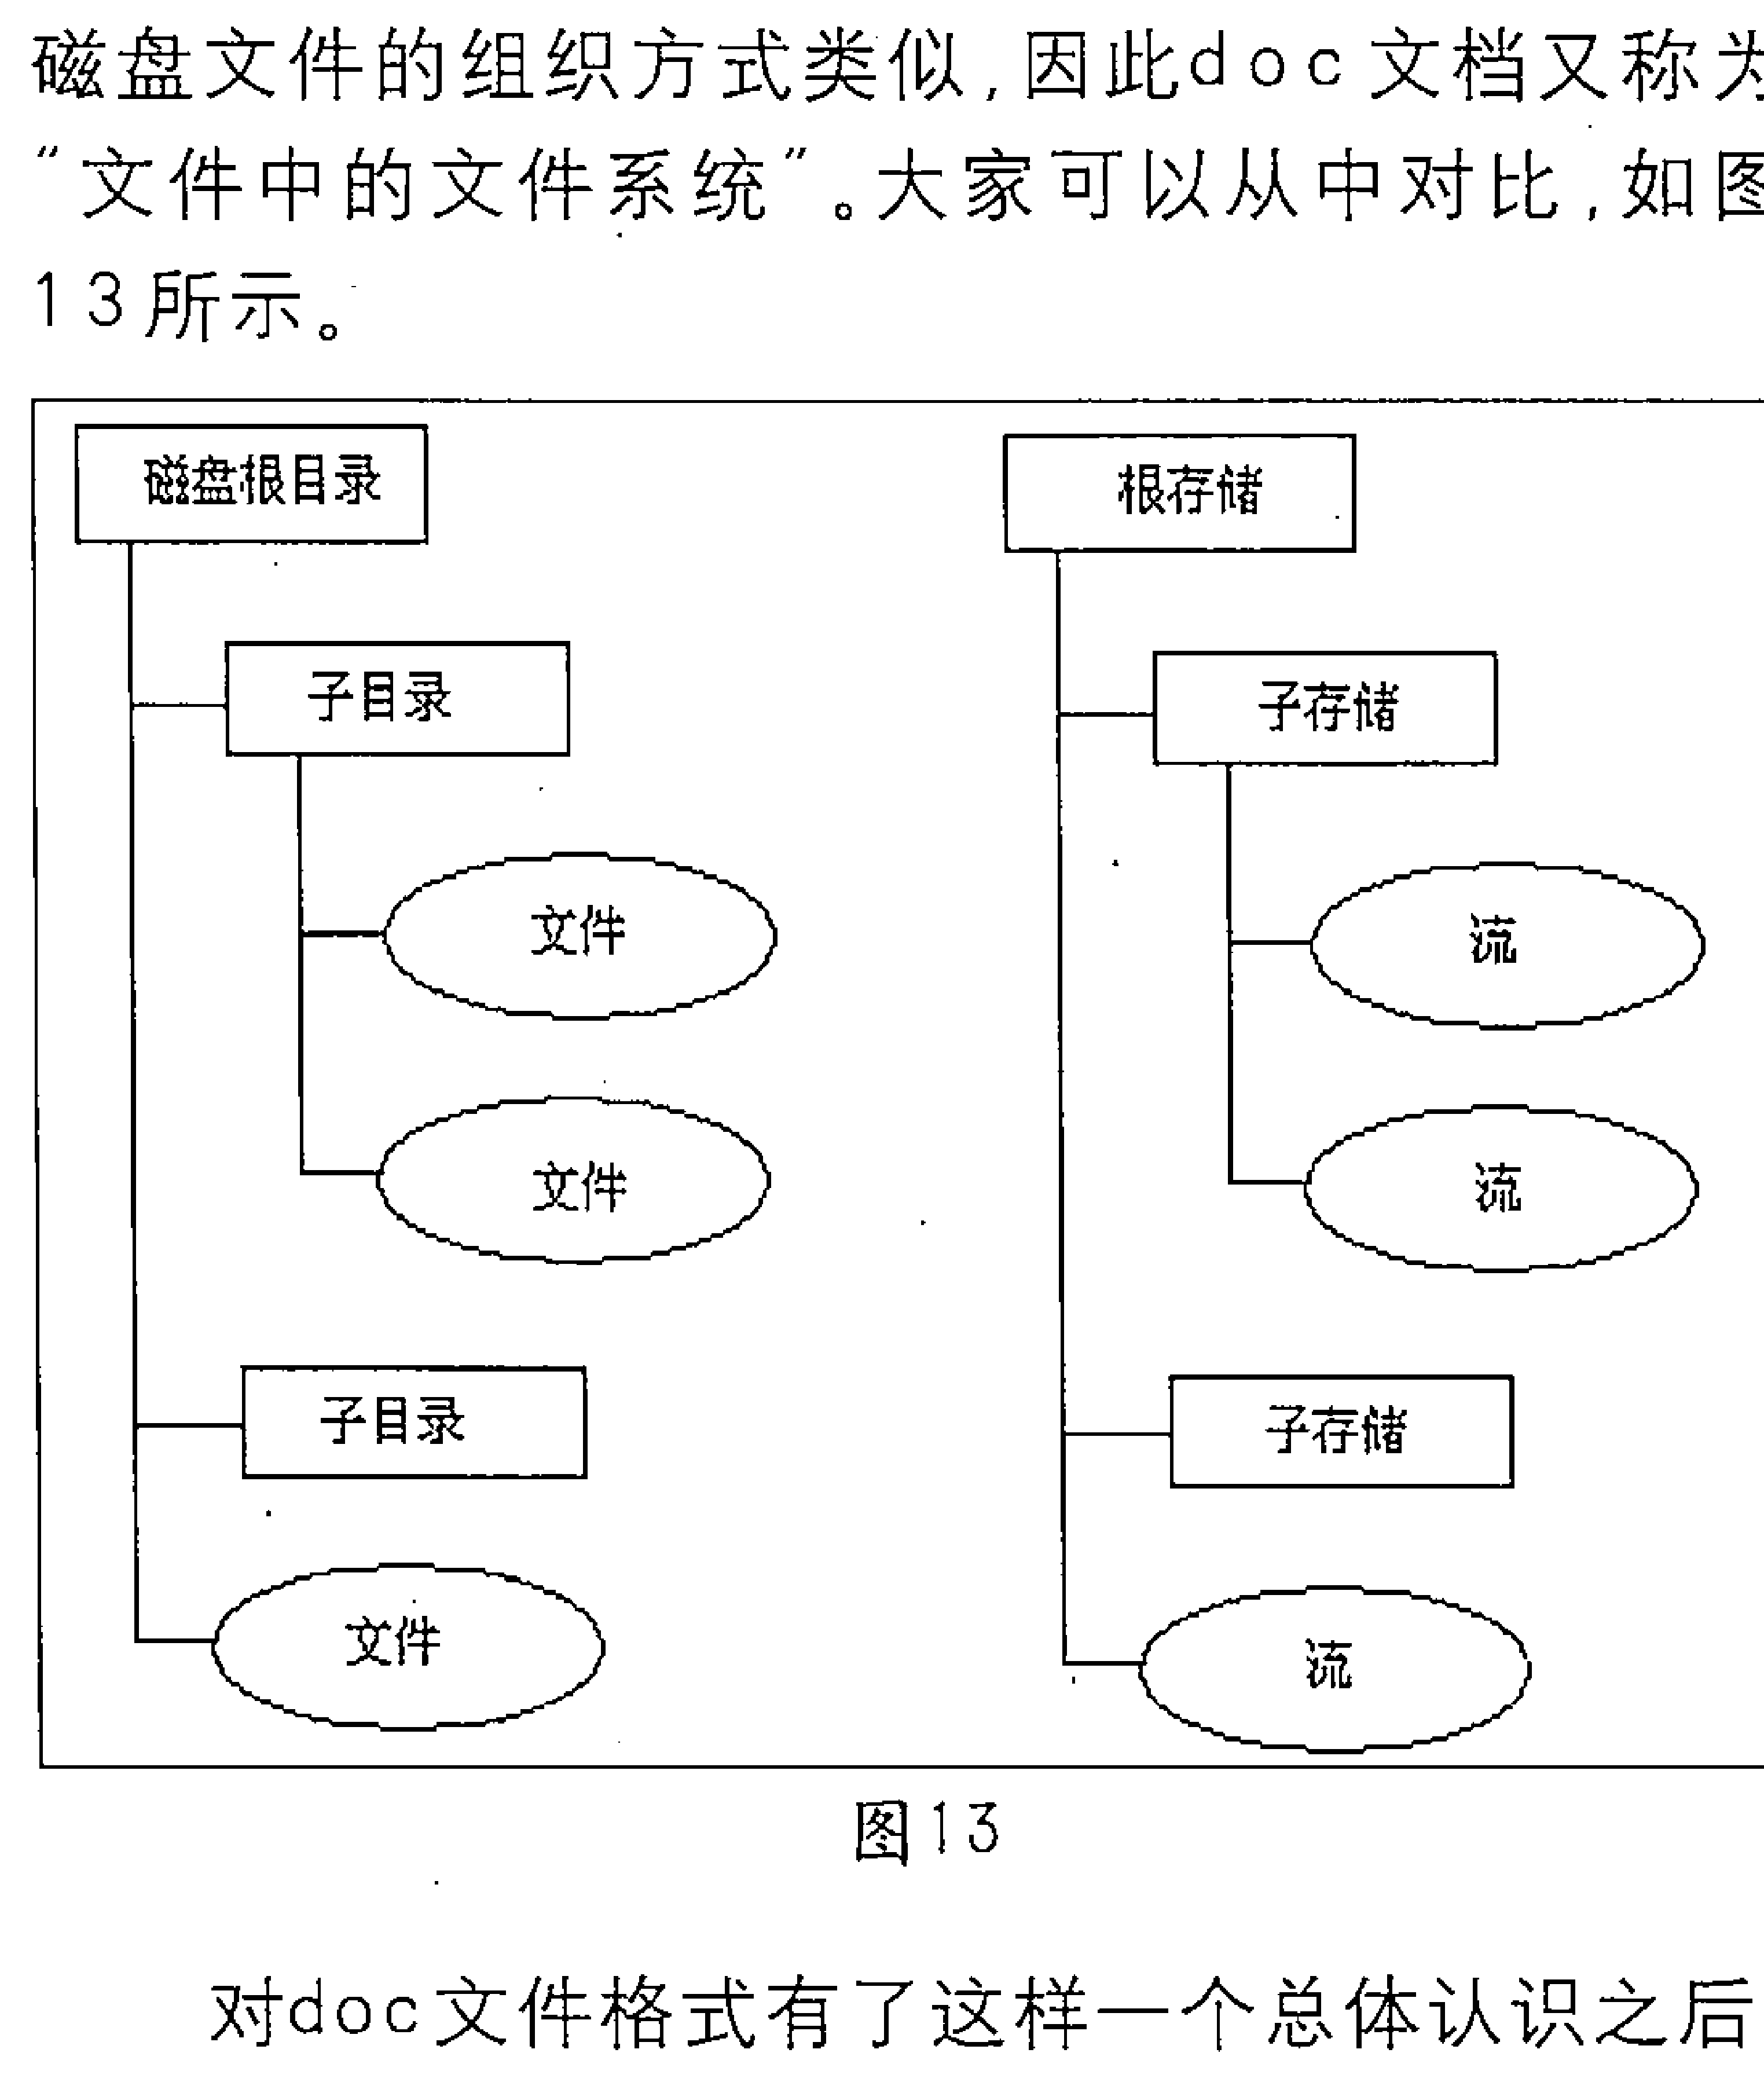 磁盘文件的组织方式类似,因此doc文档又称为
“文件中的文件系统”。大家可以从中对比,如图
13所示。
磁盘根目录
子目录
文件
文件
子目录
文件
根存储
子存储
流
流
子存储
流
图13
对doc文件格式有了这样一个总体认识之后